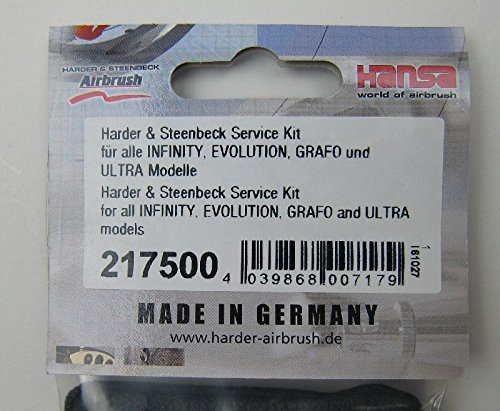 HARDER & STEENBECK
Airbrush
Hansa
world of airbrush
Harder & Steenbeck Service Kit
für alle INFINITY, EVOLUTION, GRAFO und
ULTRA Modelle
Harder & Steenbeck Service Kit
for all INFINITY, EVOLUTION, GRAFO and ULTRA
models
217500
4 039868 007179
161027
MADE IN GERMANY
www.harder-airbrush.de